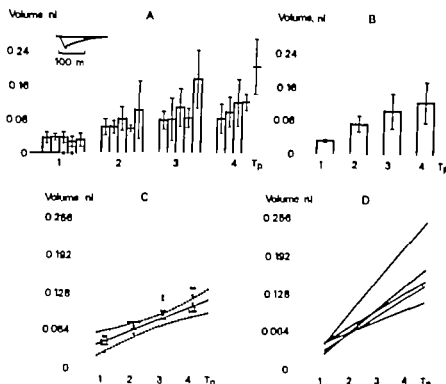 Volume nl
A
0.24
0.16
0.08
0
100 m
1 2 3 4 Tp
Volume, nl
B
0.24
0.16
0.08
0
1 2 3 4 Tp
Volume nl
C
0.256
0.192
0.128
0.064
0
1 2 3 4 Tp
Volume nl
D
0.256
0.192
0.128
0.064
0
1 2 3 4 Tp